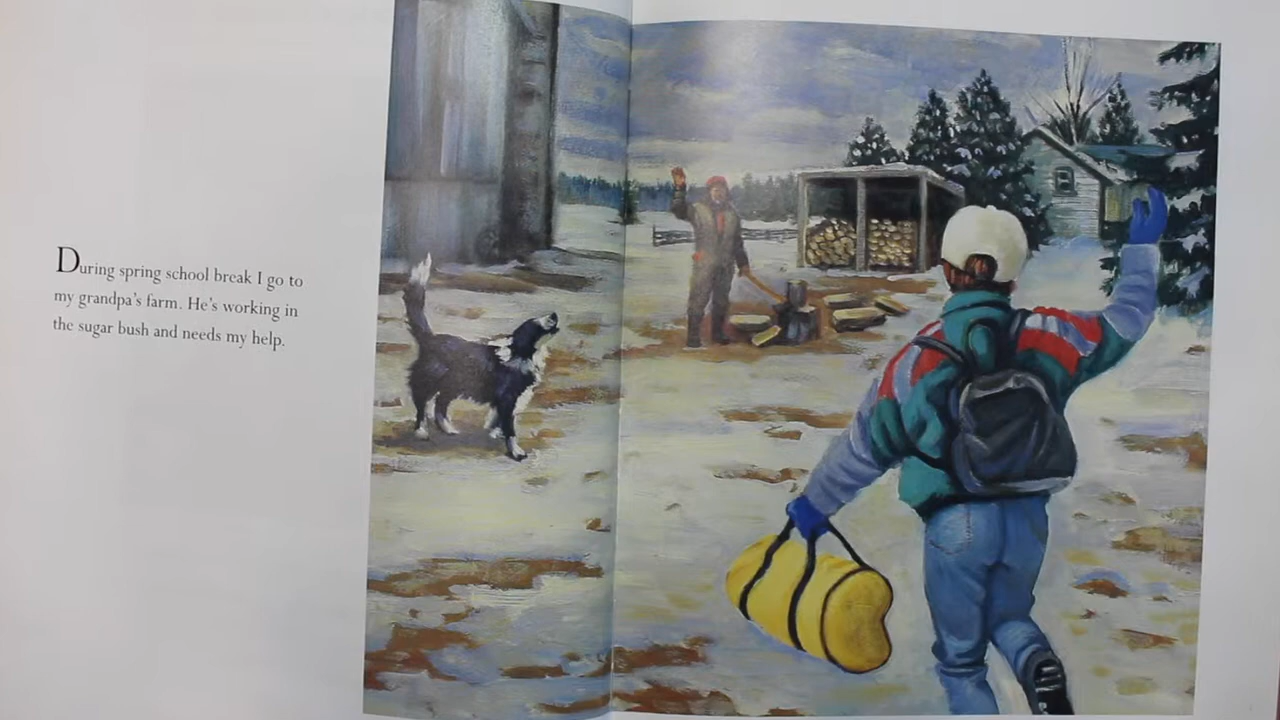 During spring school break I go to
my grandpa's farm. He's working in
the sugar bush and needs my help.